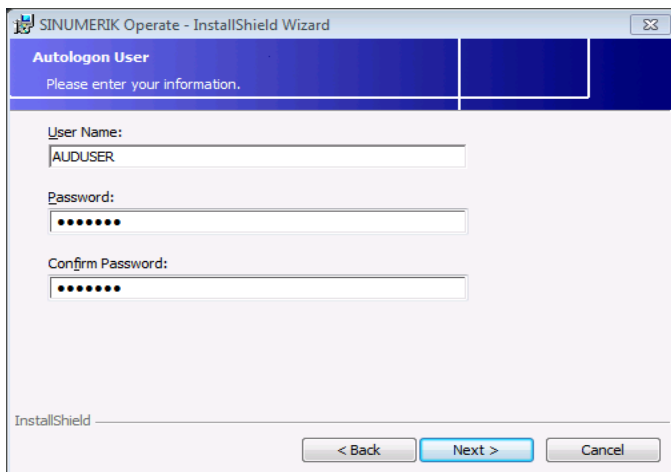 SINUMERIK Operate - InstallShield Wizard
Autologon User
Please enter your information.
User Name:
AUDUSER
Password:
●●●●●●●
Confirm Password:
●●●●●●●
InstallShield
< Back Next > Cancel